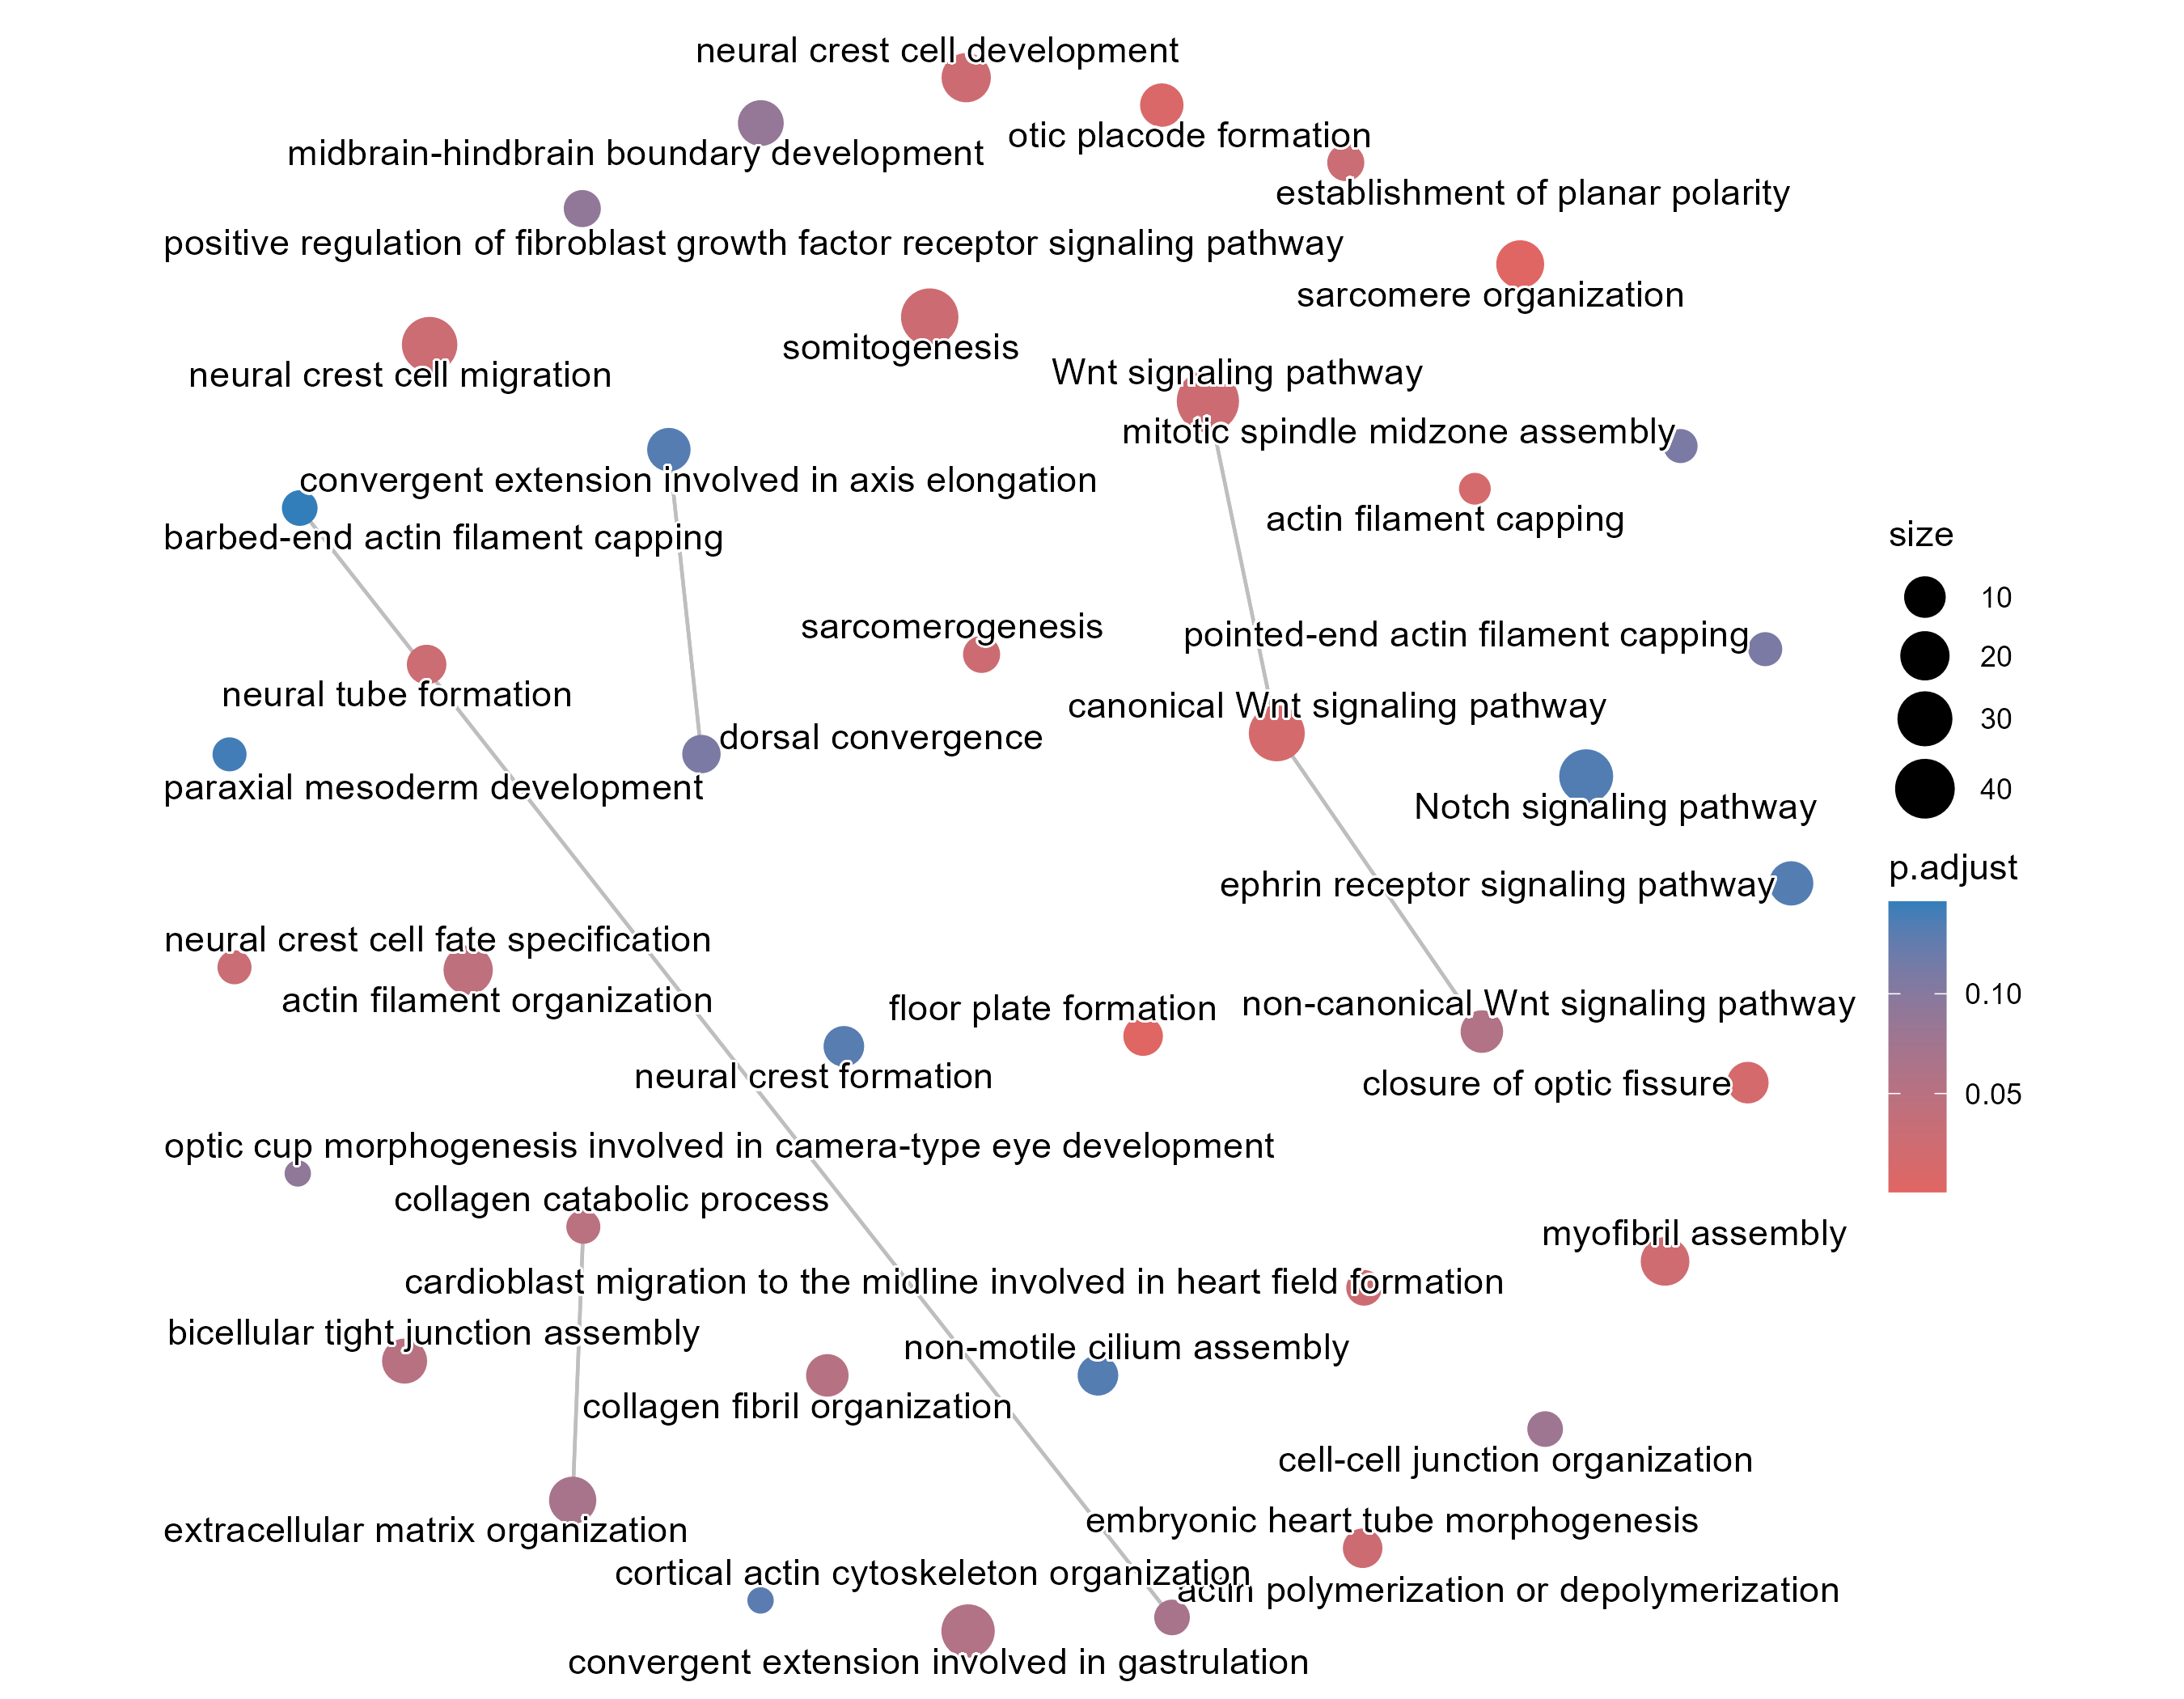 neural crest cell development
otic placode formation
midbrain-hindbrain boundary development
establishment of planar polarity
positive regulation of fibroblast growth factor receptor signaling pathway
sarcomere organization
somitogenesis
neural crest cell migration
Wnt signaling pathway
mitotic spindle midzone assembly
convergent extension involved in axis elongation
actin filament capping
barbed-end actin filament capping
sarcomerogenesis
pointed-end actin filament capping
neural tube formation
canonical Wnt signaling pathway
dorsal convergence
paraxial mesoderm development
Notch signaling pathway
ephrin receptor signaling pathway
neural crest cell fate specification
actin filament organization
floor plate formation
non-canonical Wnt signaling pathway
neural crest formation
closure of optic fissure
optic cup morphogenesis involved in camera-type eye development
collagen catabolic process
myofibril assembly
cardioblast migration to the midline involved in heart field formation
bicellular tight junction assembly
non-motile cilium assembly
collagen fibril organization
cell-cell junction organization
embryonic heart tube morphogenesis
extracellular matrix organization
cortical actin cytoskeleton organization
actin polymerization or depolymerization
convergent extension involved in gastrulation
size
10
20
30
40
p.adjust
0.10
0.05